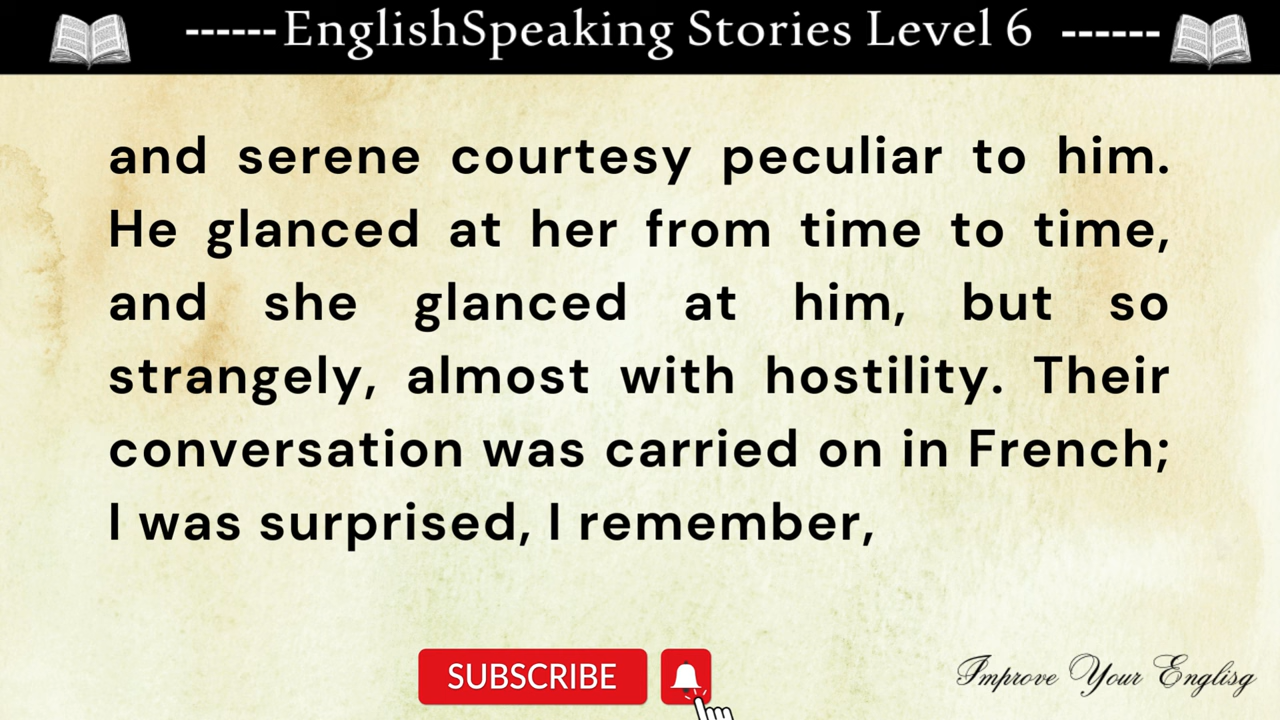 ------EnglishSpeaking Stories Level 6 ------
and serene courtesy peculiar to him.
He glanced at her from time to time,
and she glanced at him, but so
strangely, almost with hostility. Their
conversation was carried on in French;
I was surprised, I remember,
SUBSCRIBE
Improve Your Englisg